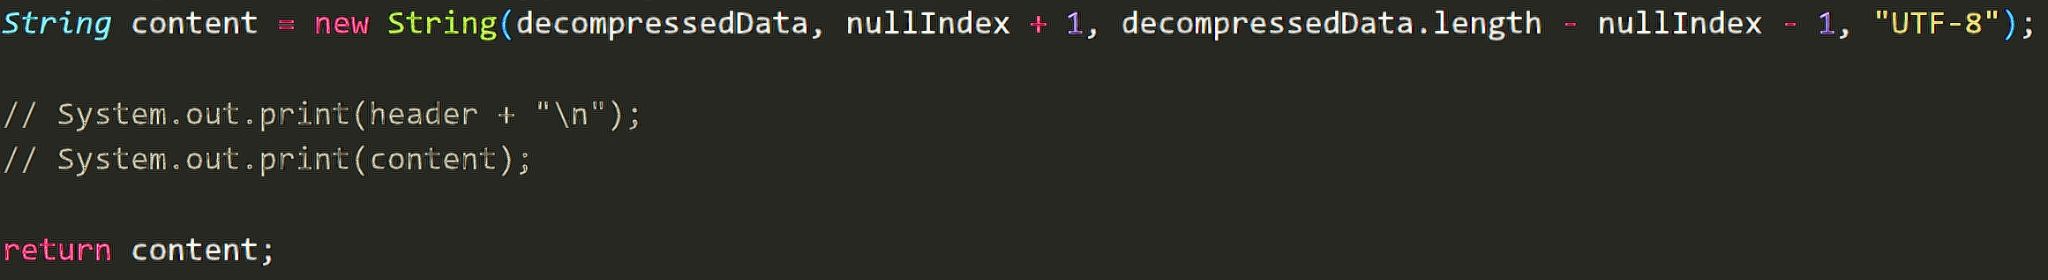 String content = new String(decompressedData, nullIndex + 1, decompressedData.length - nullIndex - 1, "UTF-8");
// System.out.print(header + "\n");
// System.out.print(content);
return content;